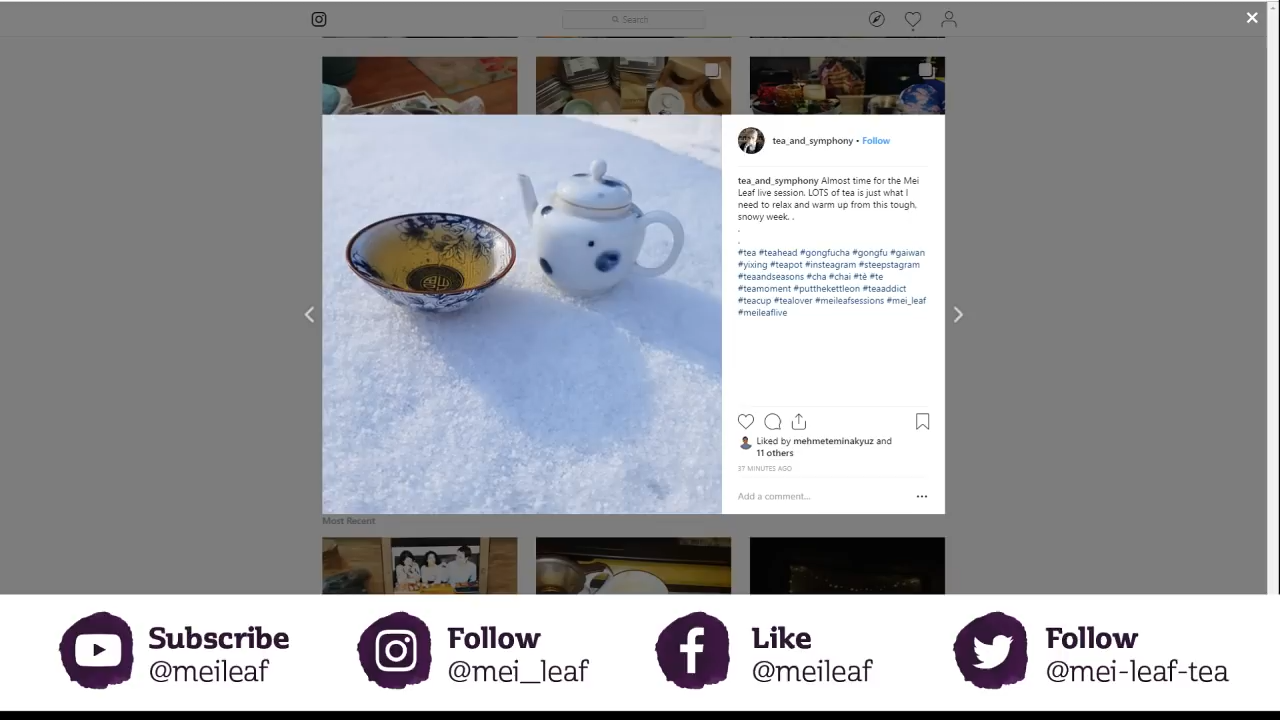 Search
tea_and_symphony • Follow
tea_and_symphony Almost time for the Mei
Leaf live session. LOTS of tea is just what I
need to relax and warm up from this tough,
snowy week. .
.
.
#tea #teahead #gongfucha #gongfu #gaiwan
#yixing #teapot #insteagram #steepstagram
#teaandseasons #cha #chai #tè #te
#teamoment #putthekettleon #teaaddict
#teacup #tealover #meileafsessions #mei_leaf
#meileaflive
Liked by mehmeteminakyuz and
11 others
37 MINUTES AGO
Add a comment...
Most Recent
Subscribe
@meileaf
Follow
@mei_leaf
Like
@meileaf
Follow
@mei-leaf-tea